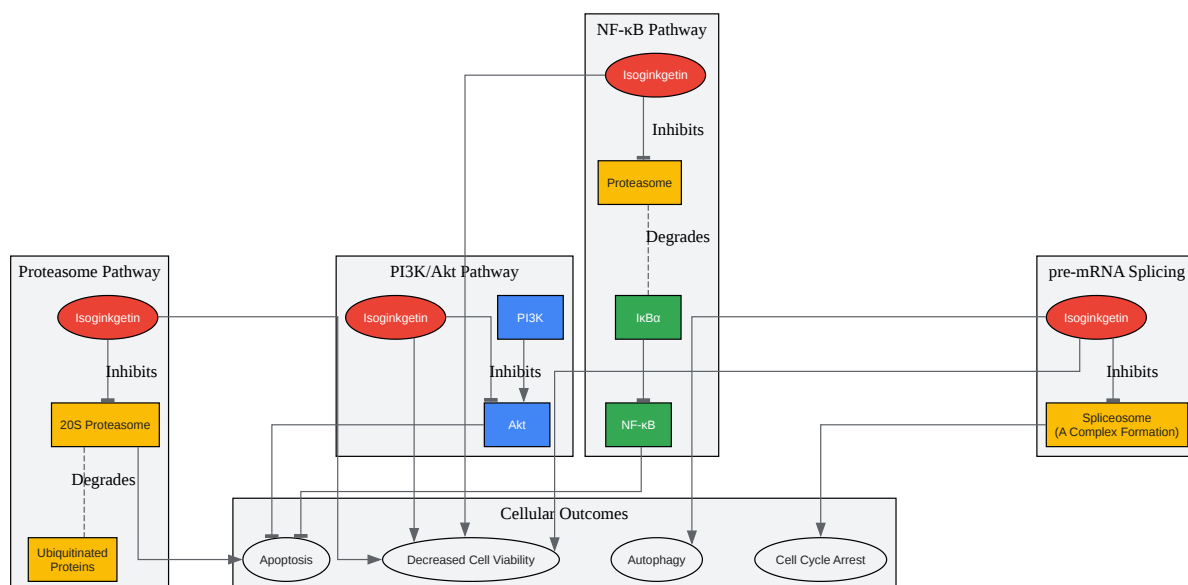 NF-κB Pathway
Isoginkgetin
Inhibits
Proteasome
Degrades
IκBα
NF-κB
Proteasome Pathway
Isoginkgetin
Inhibits
20S Proteasome
Degrades
Ubiquitinated
Proteins
PI3K/Akt Pathway
Isoginkgetin
PI3K
Inhibits
Akt
pre-mRNA Splicing
Isoginkgetin
Inhibits
Spliceosome
(A Complex Formation)
Cellular Outcomes
Apoptosis
Decreased Cell Viability
Autophagy
Cell Cycle Arrest